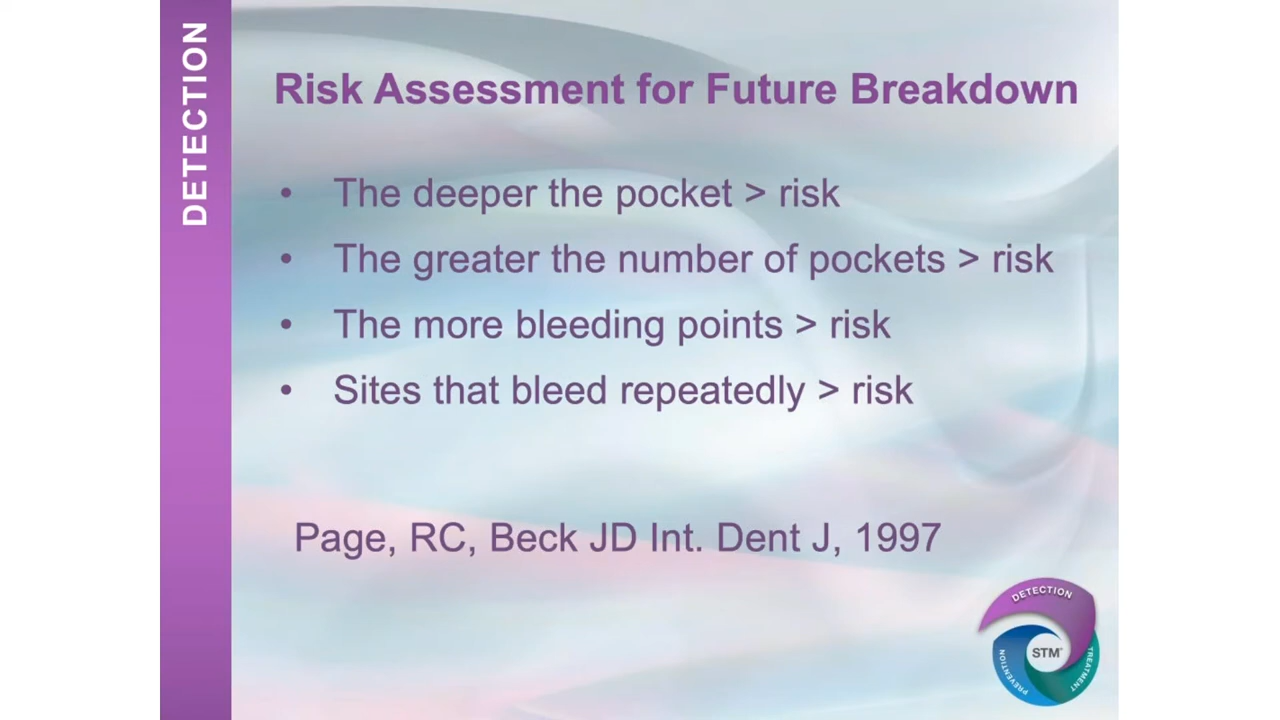 DETECTION
Risk Assessment for Future Breakdown
• The deeper the pocket > risk
• The greater the number of pockets > risk
• The more bleeding points > risk
• Sites that bleed repeatedly > risk
Page, RC, Beck JD Int. Dent J, 1997
DETECTION
STM
PREVENTION
TREATMENT